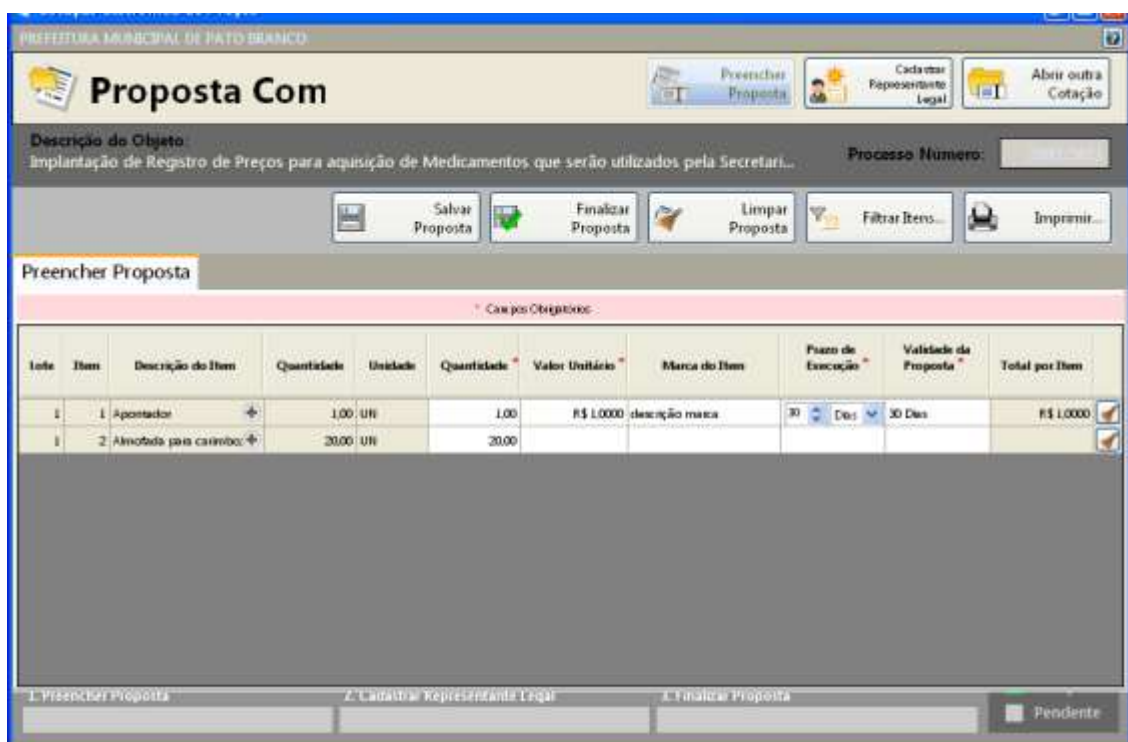 PREFEITURA MUNICIPAL DE PATO BRANCO
Proposta Com
Preencher
Proposta
Cadastrar
Representante
Legal
Abrir outra
Cotação
Descrição do Objeto:
Implantação de Registro de Preços para aquisição de Medicamentos que serão utilizados pela Secretari...
Processo Número:
Salvar
Proposta
Finalizar
Proposta
Limpar
Proposta
Filtrar Itens...
Imprimir...
Preencher Proposta
* Campos Obrigatórios
Lote Item Descrição do Item Quantidade Unidade Quantidade * Valor Unitário * Marca do Item Prazo de Execução * Validade da Proposta * Total por Item
1 1 Apontador + 1,00 UN 1,00 R$ 1,0000 descrição marca 30 Dias 30 Dias R$ 1,0000
1 2 Almofada para carimbo; + 20,00 UN 20,00
1. Preencher Proposta 2. Cadastrar Representante Legal 3. Finalizar Proposta
Pendente